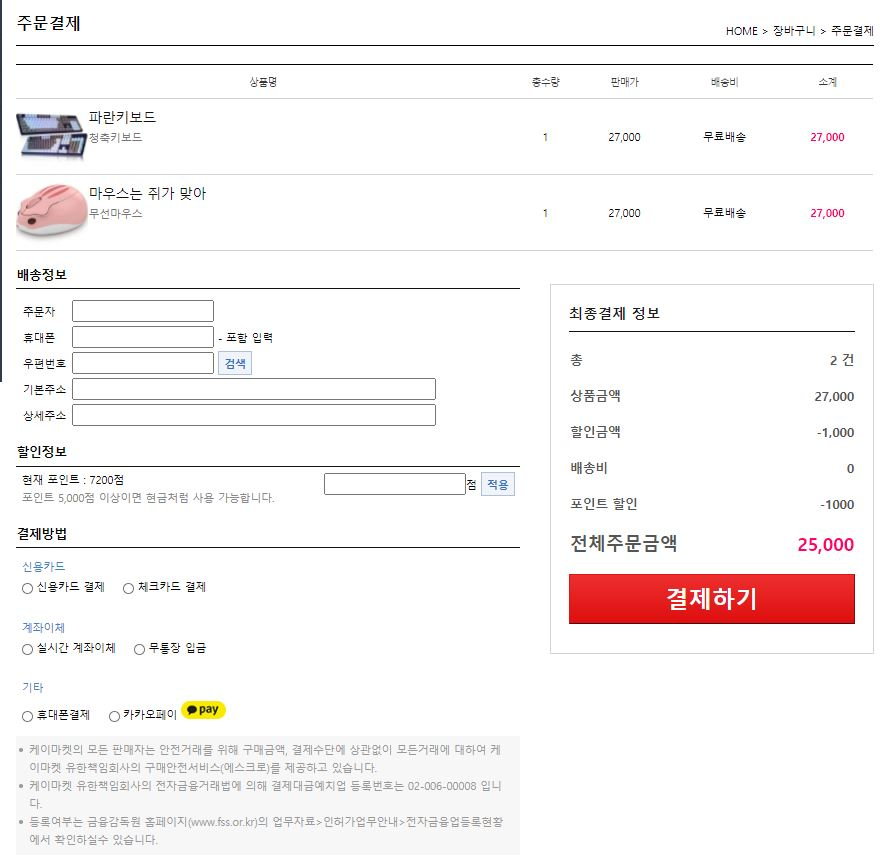 주문결제
HOME > 장바구니 > 주문결제
상품명 총수량 판매가 배송비 소계
파란키보드
청축키보드
1 27,000 무료배송 27,000
마우스는 쥐가 맞아
무선마우스
1 27,000 무료배송 27,000
배송정보
주문자
휴대폰 - 포함 입력
우편번호 검색
기본주소
상세주소
할인정보
현재 포인트 : 7200점
점 적용
포인트 5,000점 이상이면 현금처럼 사용 가능합니다.
결제방법
신용카드
신용카드 결제 체크카드 결제
계좌이체
실시간 계좌이체 무통장 입금
기타
휴대폰결제 카카오페이 pay
케이마켓의 모든 판매자는 안전거래를 위해 구매금액, 결제수단에 상관없이 모든거래에 대하여 케
이마켓 유한책임회사의 구매안전서비스(에스크로)를 제공하고 있습니다.
케이마켓 유한책임회사의 전자금융거래법에 의해 결제대금예치업 등록번호는 02-006-00008 입니
다.
등록여부는 금융감독원 홈페이지(www.fss.or.kr)의 업무자료>인허가업무안내>전자금융업등록현황
에서 확인하실수 있습니다.
최종결제 정보
총 2 건
상품금액 27,000
할인금액 -1,000
배송비 0
포인트 할인 -1000
전체주문금액 25,000
결제하기